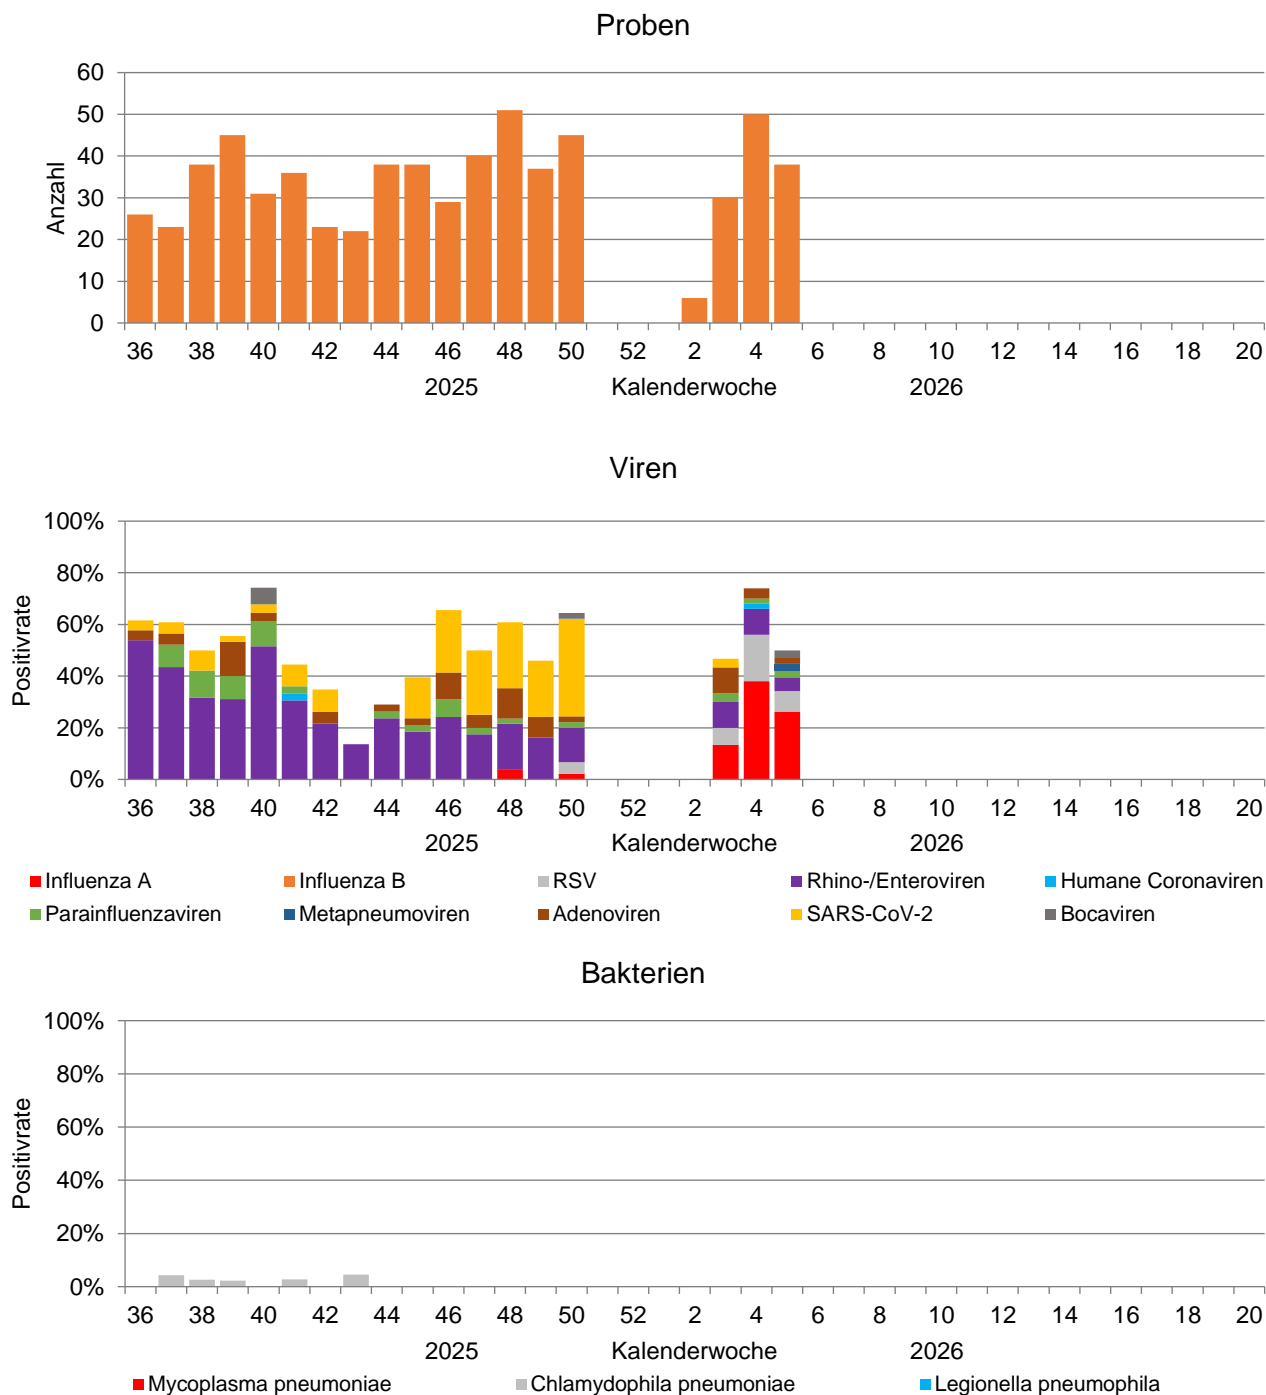 Proben
60
50
40
30
20
10
0
Anzahl
36 38 40 42 44 46 48 50 52 2 4 6 8 10 12 14 16 18 20
2025 Kalenderwoche 2026
Viren
100%
80%
60%
40%
20%
0%
Positivrate
36 38 40 42 44 46 48 50 52 2 4 6 8 10 12 14 16 18 20
2025 Kalenderwoche 2026
Influenza A Influenza B RSV Rhino-/Enteroviren Humane Coronaviren
Parainfluenzaviren Metapneumoviren Adenoviren SARS-CoV-2 Bocaviren
Bakterien
100%
80%
60%
40%
20%
0%
Positivrate
36 38 40 42 44 46 48 50 52 2 4 6 8 10 12 14 16 18 20
2025 Kalenderwoche 2026
Mycoplasma pneumoniae Chlamydophila pneumoniae Legionella pneumophila